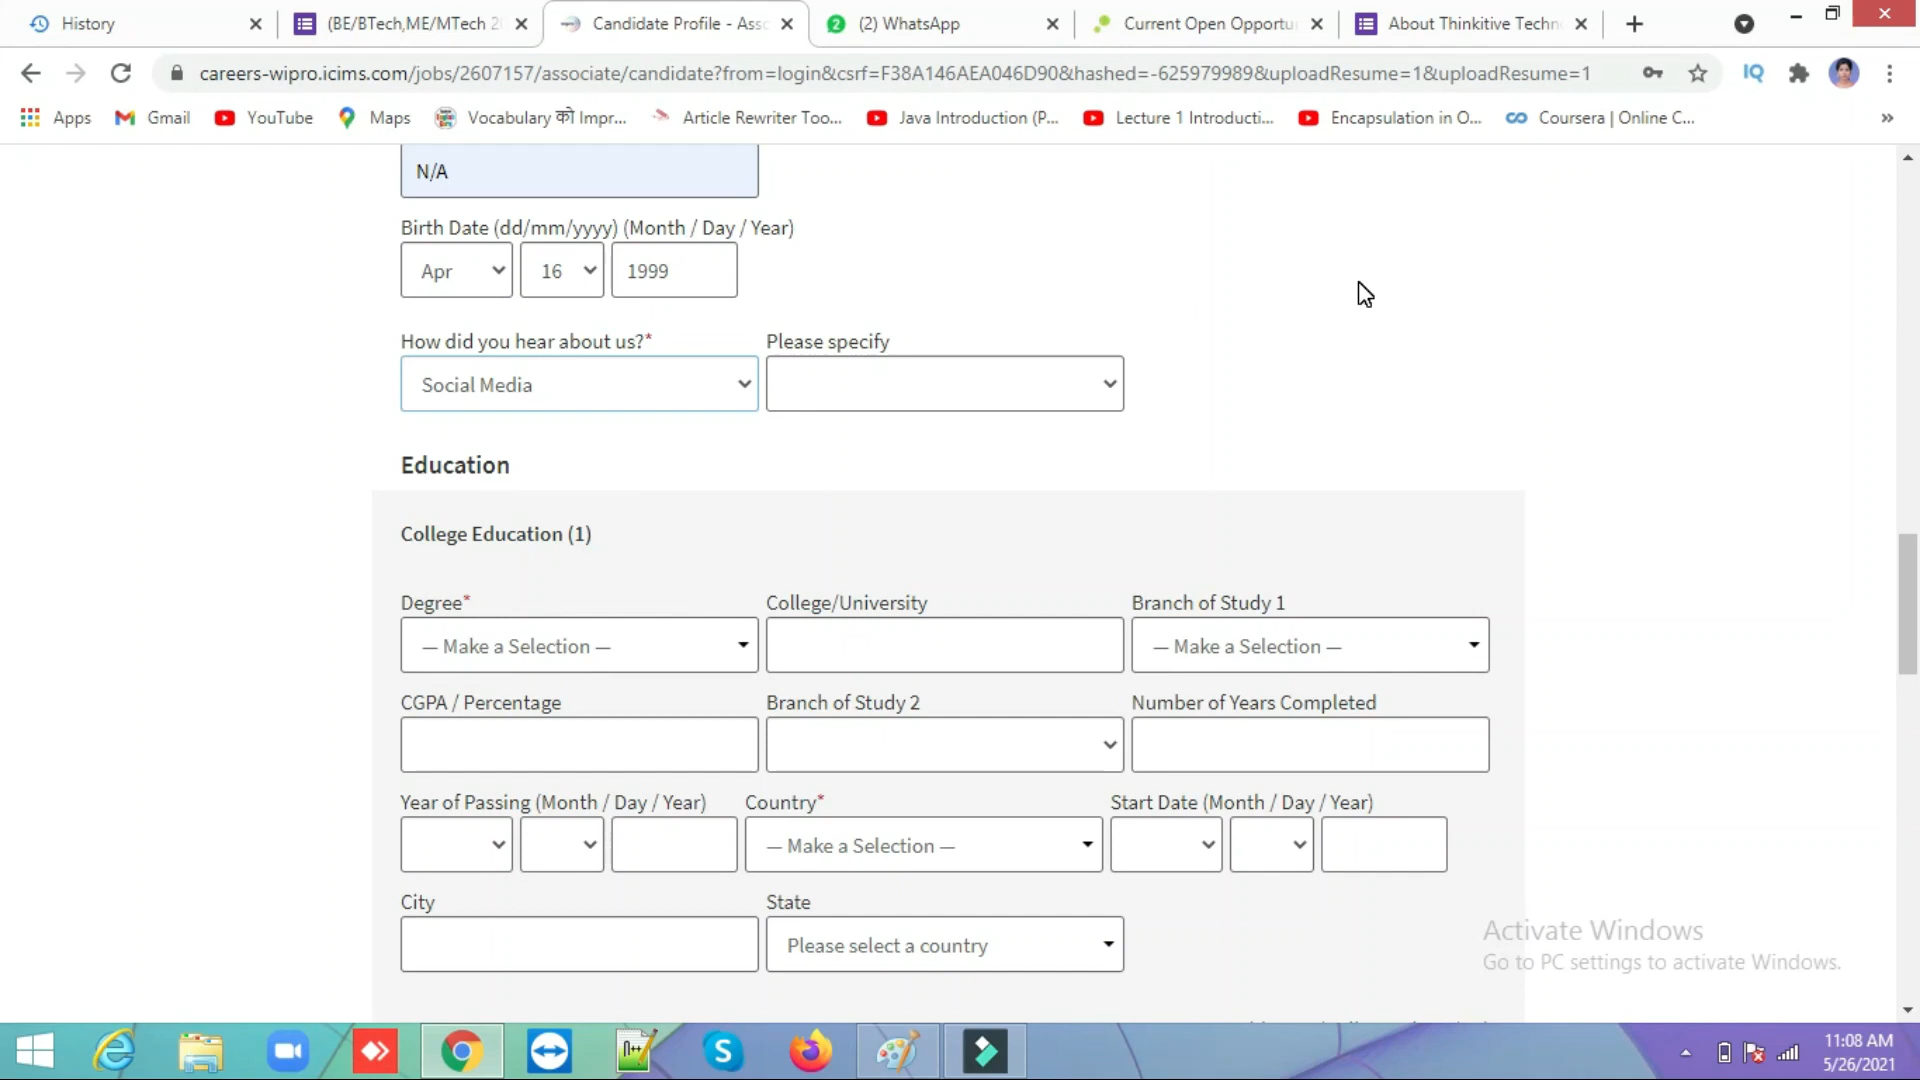 History
(BE/BTech,ME/MTech 2
Candidate Profile - Asso
(2) WhatsApp
Current Open Opportu
About Thinkitive Techn
careers-wipro.icims.com/jobs/2607157/associate/candidate?from=login&csrf=F38A146AEA046D90&hashed=-625979989&uploadResume=1&uploadResume=1
IQ
Apps
Gmail
YouTube
Maps
Vocabulary को Impr...
Article Rewriter Too...
Java Introduction (P...
Lecture 1 Introducti...
Encapsulation in O...
Coursera | Online C...
N/A
Birth Date (dd/mm/yyyy) (Month / Day / Year)
Apr 16 1999
How did you hear about us?* Please specify
Social Media
Education
College Education (1)
Degree* College/University Branch of Study 1
— Make a Selection — — Make a Selection —
CGPA / Percentage Branch of Study 2 Number of Years Completed
Year of Passing (Month / Day / Year) Country* Start Date (Month / Day / Year)
— Make a Selection —
City State
Please select a country
Activate Windows
Go to PC settings to activate Windows.
11:08 AM
5/26/2021